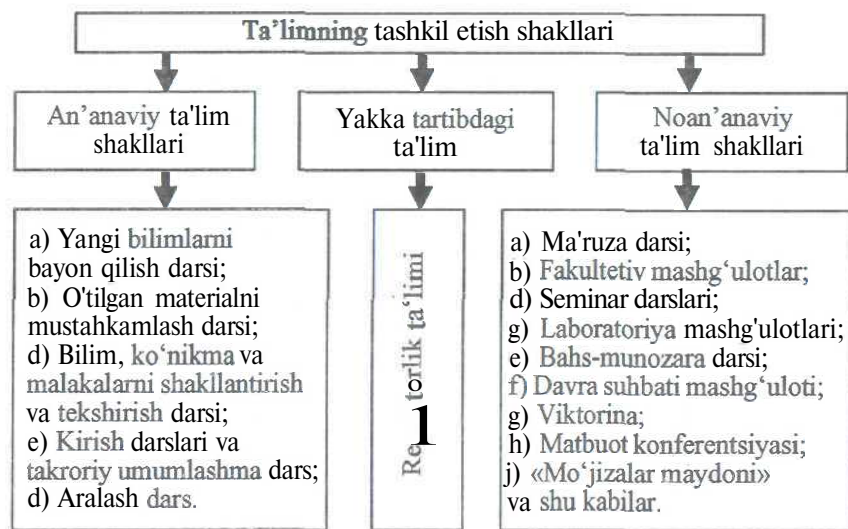 Ta’limning tashkil etish shakllari
An’anaviy ta'lim
shakllari
Yakka tartibdagi
ta'lim
Noan’anaviy
ta'lim shakllari
a) Yangi bilimlarni
bayon qilish darsi;
b) O'tilgan materialni
mustahkamlash darsi;
d) Bilim, ko‘nikma va
malakalarni shakllantirish
va tekshirish darsi;
e) Kirish darslari va
takroriy umumlashma dars;
d) Aralash dars.
ta‘limi
a) Ma'ruza darsi;
b) Fakultetiv mashg‘ulotlar;
d) Seminar darslari;
g) Laboratoriya mashg'ulotlari;
e) Bahs-munozara darsi;
f) Davra suhbati mashg‘uloti;
g) Viktorina;
h) Matbuot konferentsiyasi;
j) «Mo‘jizalar maydoni»
va shu kabilar.